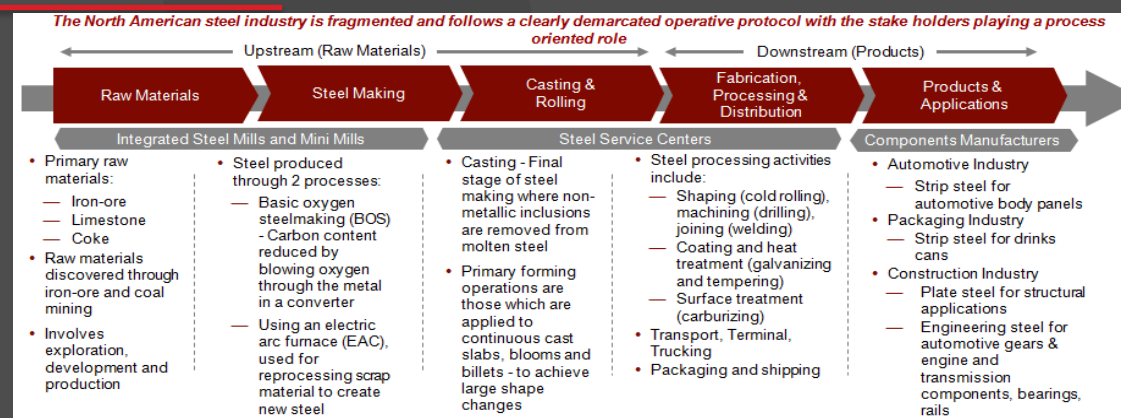 The North American steel industry is fragmented and follows a clearly demarcated operative protocol with the stake holders playing a process
oriented role
Upstream (Raw Materials)
Downstream (Products)
Raw Materials
Steel Making
Casting &
Rolling
Fabrication,
Processing &
Distribution
Products &
Applications
Integrated Steel Mills and Mini Mills
Steel Service Centers
Components Manufacturers
• Primary raw
materials:
— Iron-ore
— Limestone
— Coke
• Raw materials
discovered through
iron-ore and coal
mining
• Involves
exploration,
development and
production
• Steel produced
through 2 processes:
— Basic oxygen
steelmaking (BOS)
- Carbon content
reduced by
blowing oxygen
through the metal
in a converter
— Using an electric
arc furnace (EAC),
used for
reprocessing scrap
material to create
new steel
• Casting - Final
stage of steel
making where non-
metallic inclusions
are removed from
molten steel
• Primary forming
operations are
those which are
applied to
continuous cast
slabs, blooms and
billets - to achieve
large shape
changes
• Steel processing activities
include:
— Shaping (cold rolling),
machining (drilling),
joining (welding)
— Coating and heat
treatment (galvanizing
and tempering)
— Surface treatment
(carburizing)
• Transport, Terminal,
Trucking
• Packaging and shipping
• Automotive Industry
— Strip steel for
automotive body panels
• Packaging Industry
— Strip steel for drinks
cans
• Construction Industry
— Plate steel for structural
applications
— Engineering steel for
automotive gears &
engine and
transmission
components, bearings,
rails